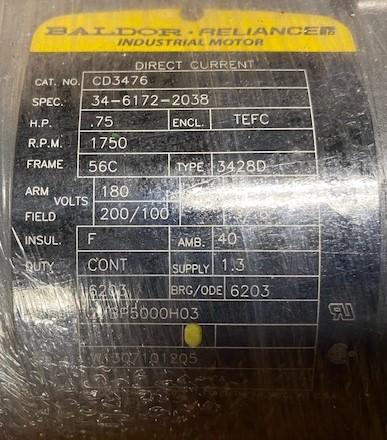 BALDOR · RELIANCE
INDUSTRIAL MOTOR
DIRECT CURRENT
CAT. NO. CD3476
SPEC. 34-6172-2038
H.P. .75 ENCL. TEFC
R.P.M. 1750
FRAME 56C TYPE 3428D
ARM VOLTS 180
FIELD 200/100
INSUL. F AMB. 40
DUTY CONT SUPPLY 1.3
6203 BRG/ODE 6203